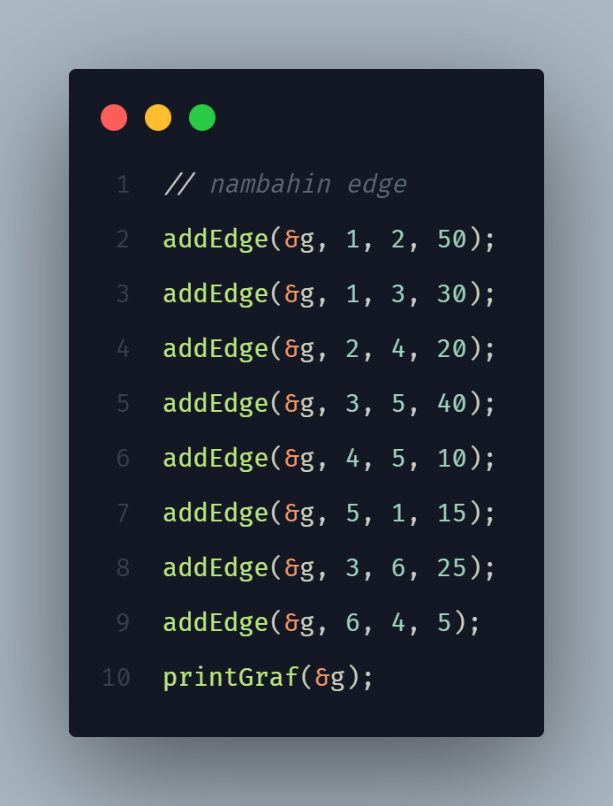 1 // nambahin edge
2 addEdge(&g, 1, 2, 50);
3 addEdge(&g, 1, 3, 30);
4 addEdge(&g, 2, 4, 20);
5 addEdge(&g, 3, 5, 40);
6 addEdge(&g, 4, 5, 10);
7 addEdge(&g, 5, 1, 15);
8 addEdge(&g, 3, 6, 25);
9 addEdge(&g, 6, 4, 5);
10 printGraf(&g);